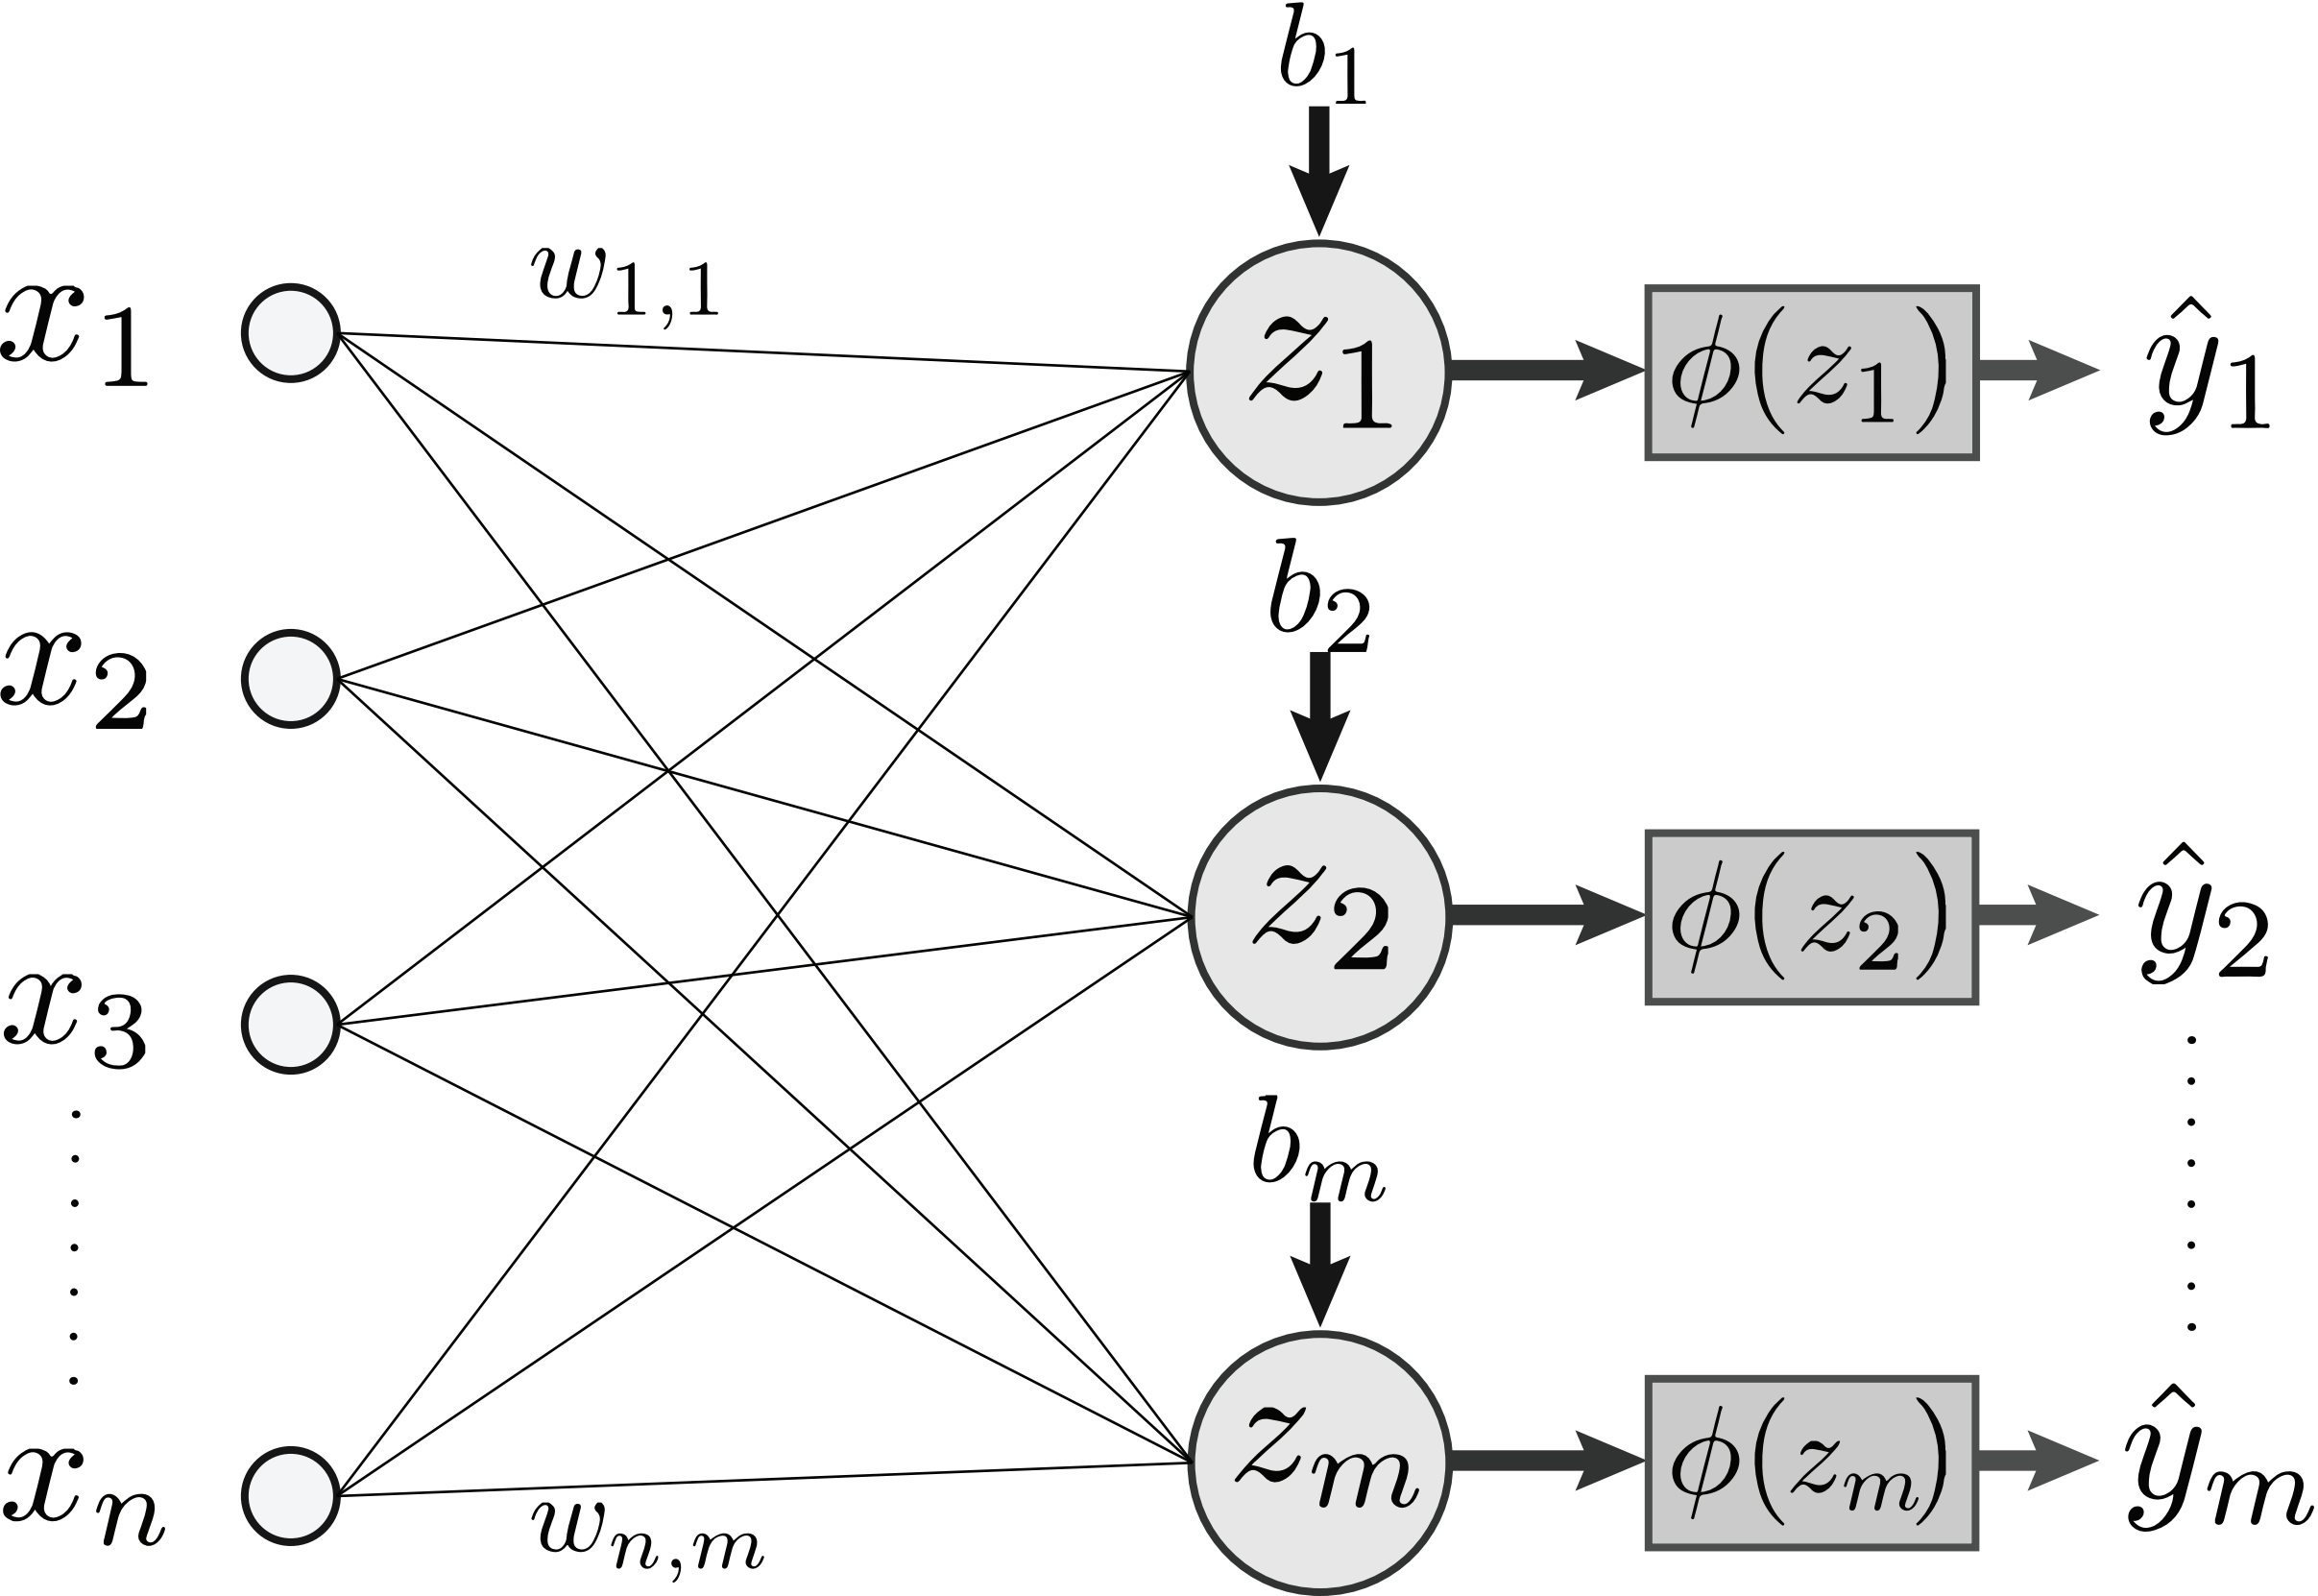 b₁
w₁,₁
x₁ z₁ ϕ(z₁) ŷ₁
b₂
x₂
z₂ ϕ(z₂) ŷ₂
x₃
bₘ
xₙ zₘ ϕ(zₘ) ŷₘ
wₙ,ₘ